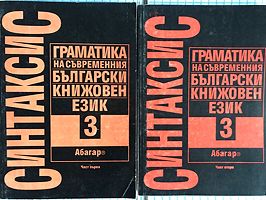 СИНТАКСИС
ГРАМАТИКА
НА СЪВРЕМЕННИЯ
БЪЛГАРСКИ
КНИЖОВЕН
ЕЗИК
3
Абагар®
Част първа
СИНТАКСИС
ГРАМАТИКА
НА СЪВРЕМЕННИЯ
БЪЛГАРСКИ
КНИЖОВЕН
ЕЗИК
3
Абагар®
Част втора